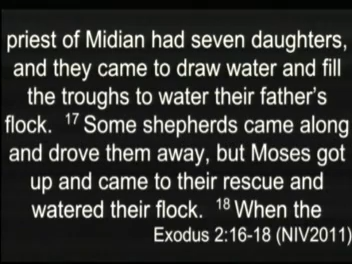 priest of Midian had seven daughters,
and they came to draw water and fill
the troughs to water their father's
flock. 17 Some shepherds came along
and drove them away, but Moses got
up and came to their rescue and
watered their flock. 18 When the
Exodus 2:16-18 (NIV2011)